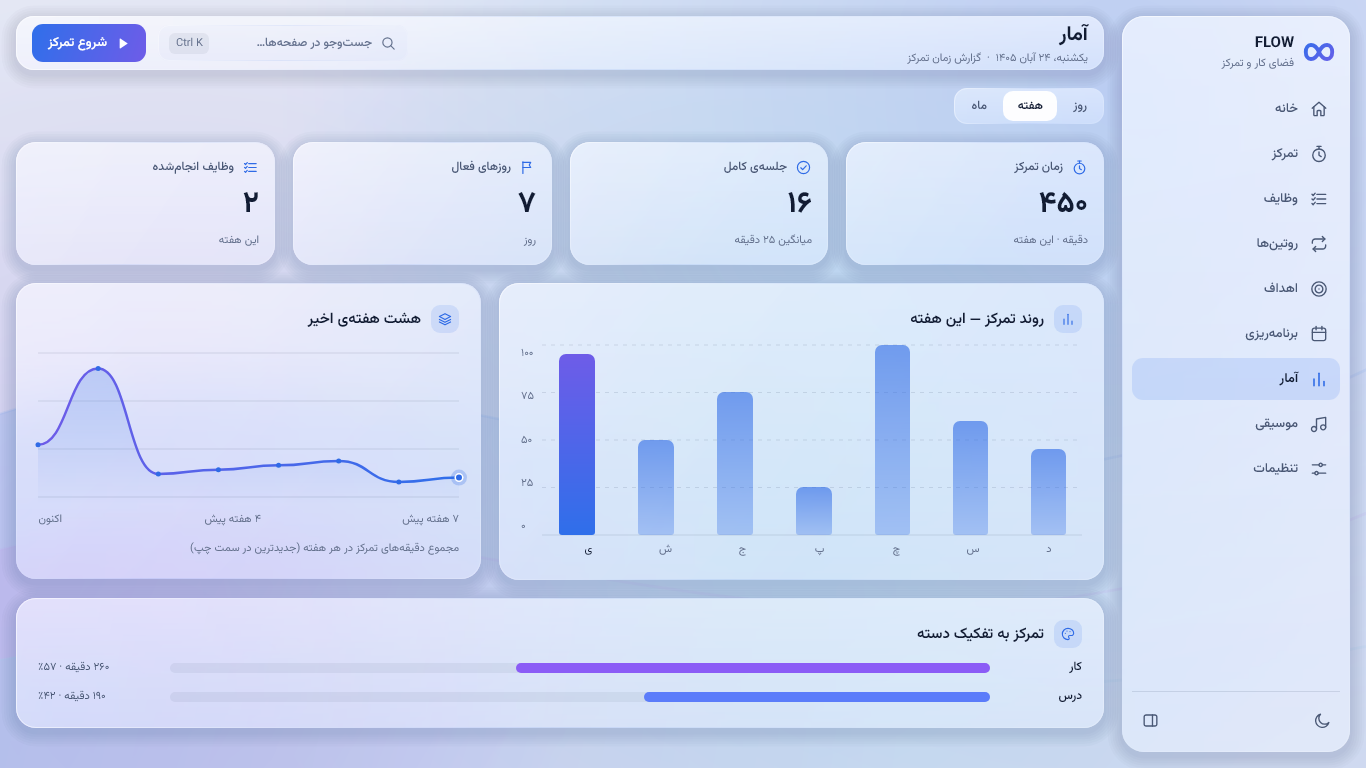 FLOW
فضای کار و تمرکز
خانه
تمرکز
وظایف
روتین‌ها
اهداف
برنامه‌ریزی
آمار
موسیقی
تنظیمات
آمار
یکشنبه، ۲۴ آبان ۱۴۰۵ · گزارش زمان تمرکز
جست‌وجو در صفحه‌ها…
Ctrl K
شروع تمرکز
روز
هفته
ماه
زمان تمرکز
۴۵۰
دقیقه · این هفته
جلسه‌ی کامل
۱۶
میانگین ۲۵ دقیقه
روزهای فعال
۷
روز
وظایف انجام‌شده
۲
این هفته
روند تمرکز – این هفته
۱۰۰
۷۵
۵۰
۲۵
۰
د
س
چ
پ
ج
ش
ی
هشت هفته‌ی اخیر
۷ هفته پیش
۴ هفته پیش
اکنون
مجموع دقیقه‌های تمرکز در هر هفته (جدیدترین در سمت چپ)
تمرکز به تفکیک دسته
کار
۲۶۰ دقیقه · ۵۷٪
درس
۱۹۰ دقیقه · ۴۲٪